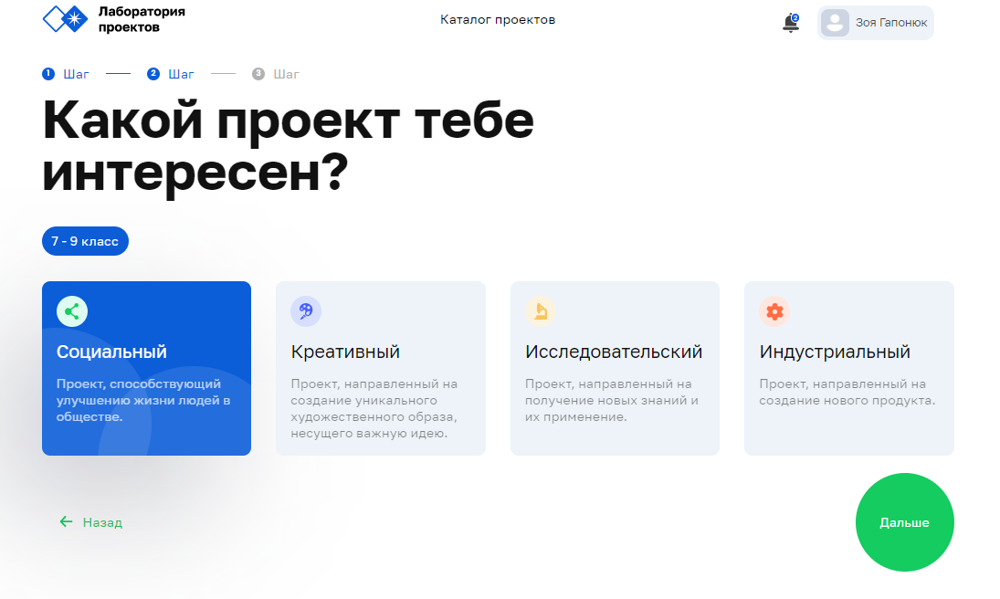 Лаборатория
проектов
Каталог проектов
2
Зоя Гапонюк
1 Шаг
2 Шаг
3 Шаг
Какой проект тебе
интересен?
7 - 9 класс
Социальный
Проект, способствующий
улучшению жизни людей в
обществе.
Креативный
Проект, направленный на
создание уникального
художественного образа,
несущего важную идею.
Исследовательский
Проект, направленный на
получение новых знаний и
их применение.
Индустриальный
Проект, направленный на
создание нового продукта.
← Назад
Дальше